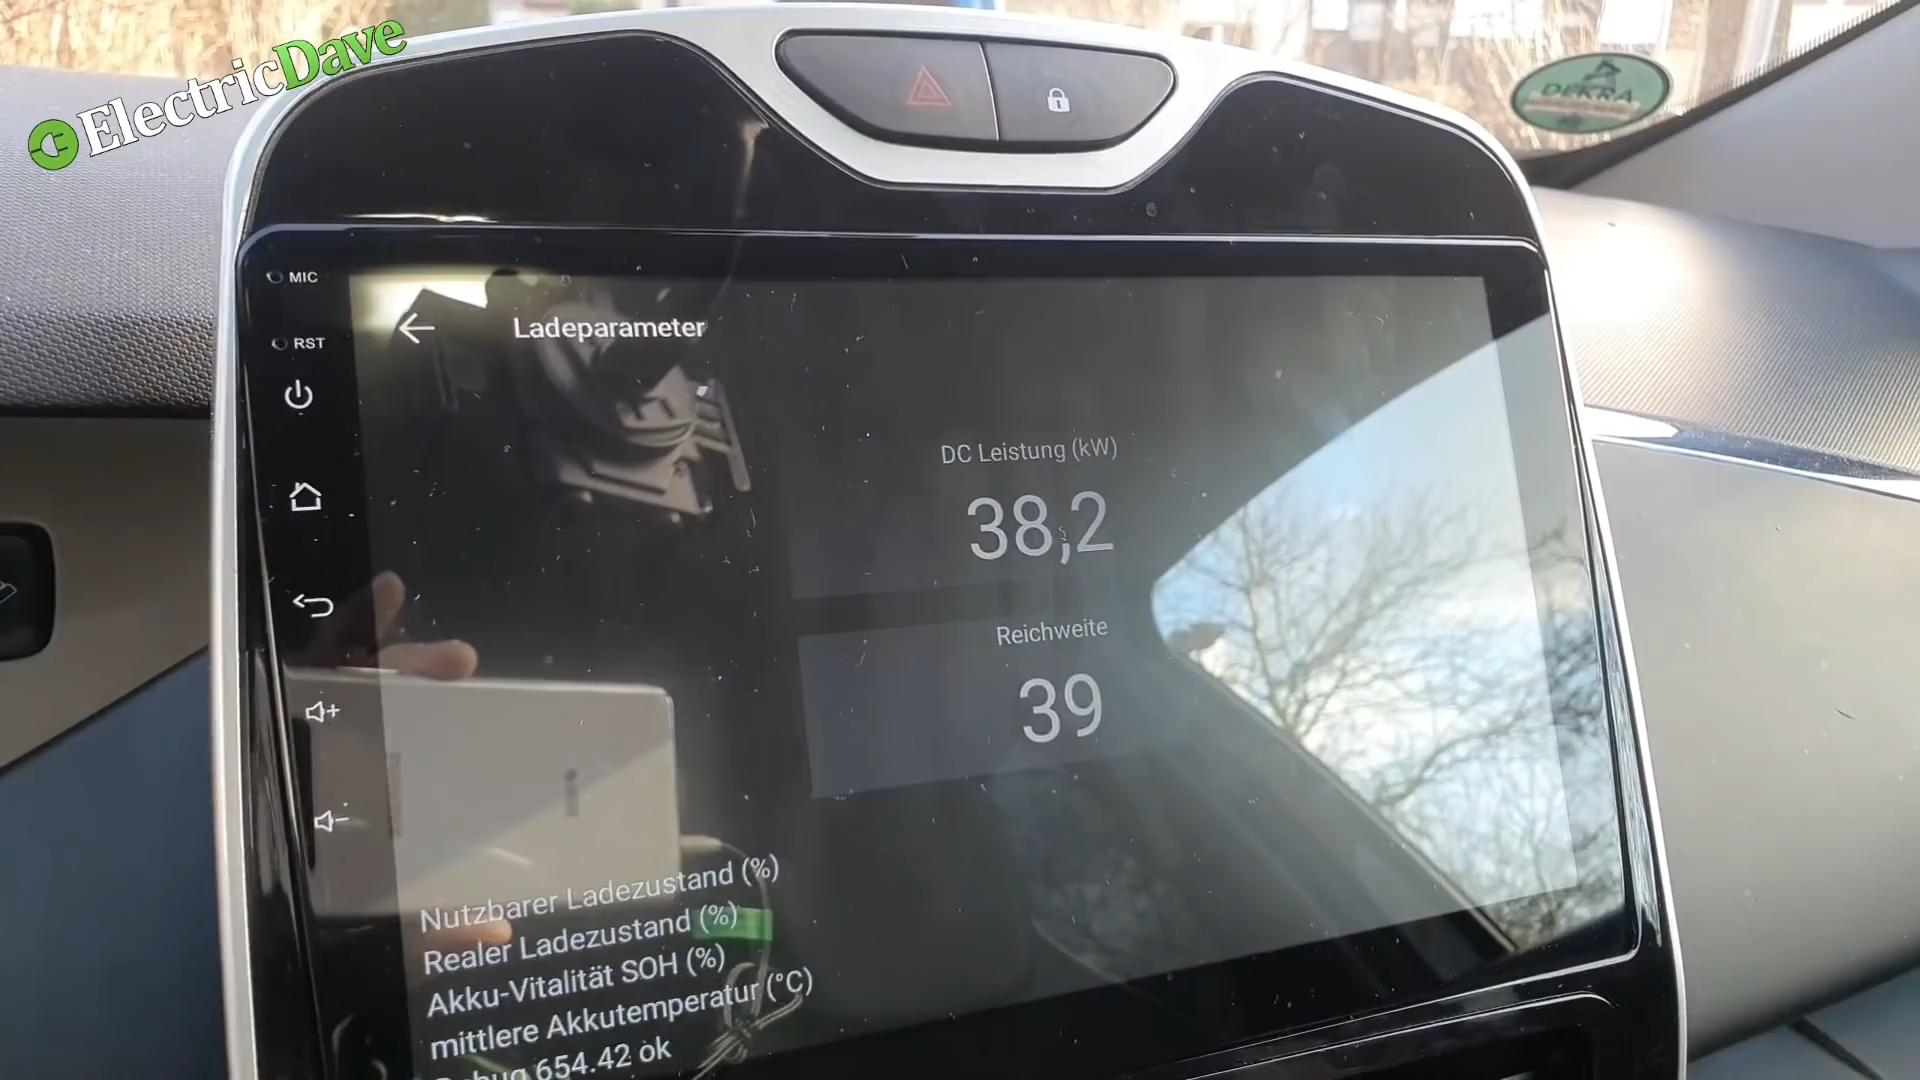 ElectricDave
DEKRA
MIC
RST
Ladeparameter
DC Leistung (kW)
38,2
Reichweite
39
Nutzbarer Ladezustand (%)
Realer Ladezustand (%)
Akku-Vitalität SOH (%)
mittlere Akkutemperatur (°C)
654.42 ok